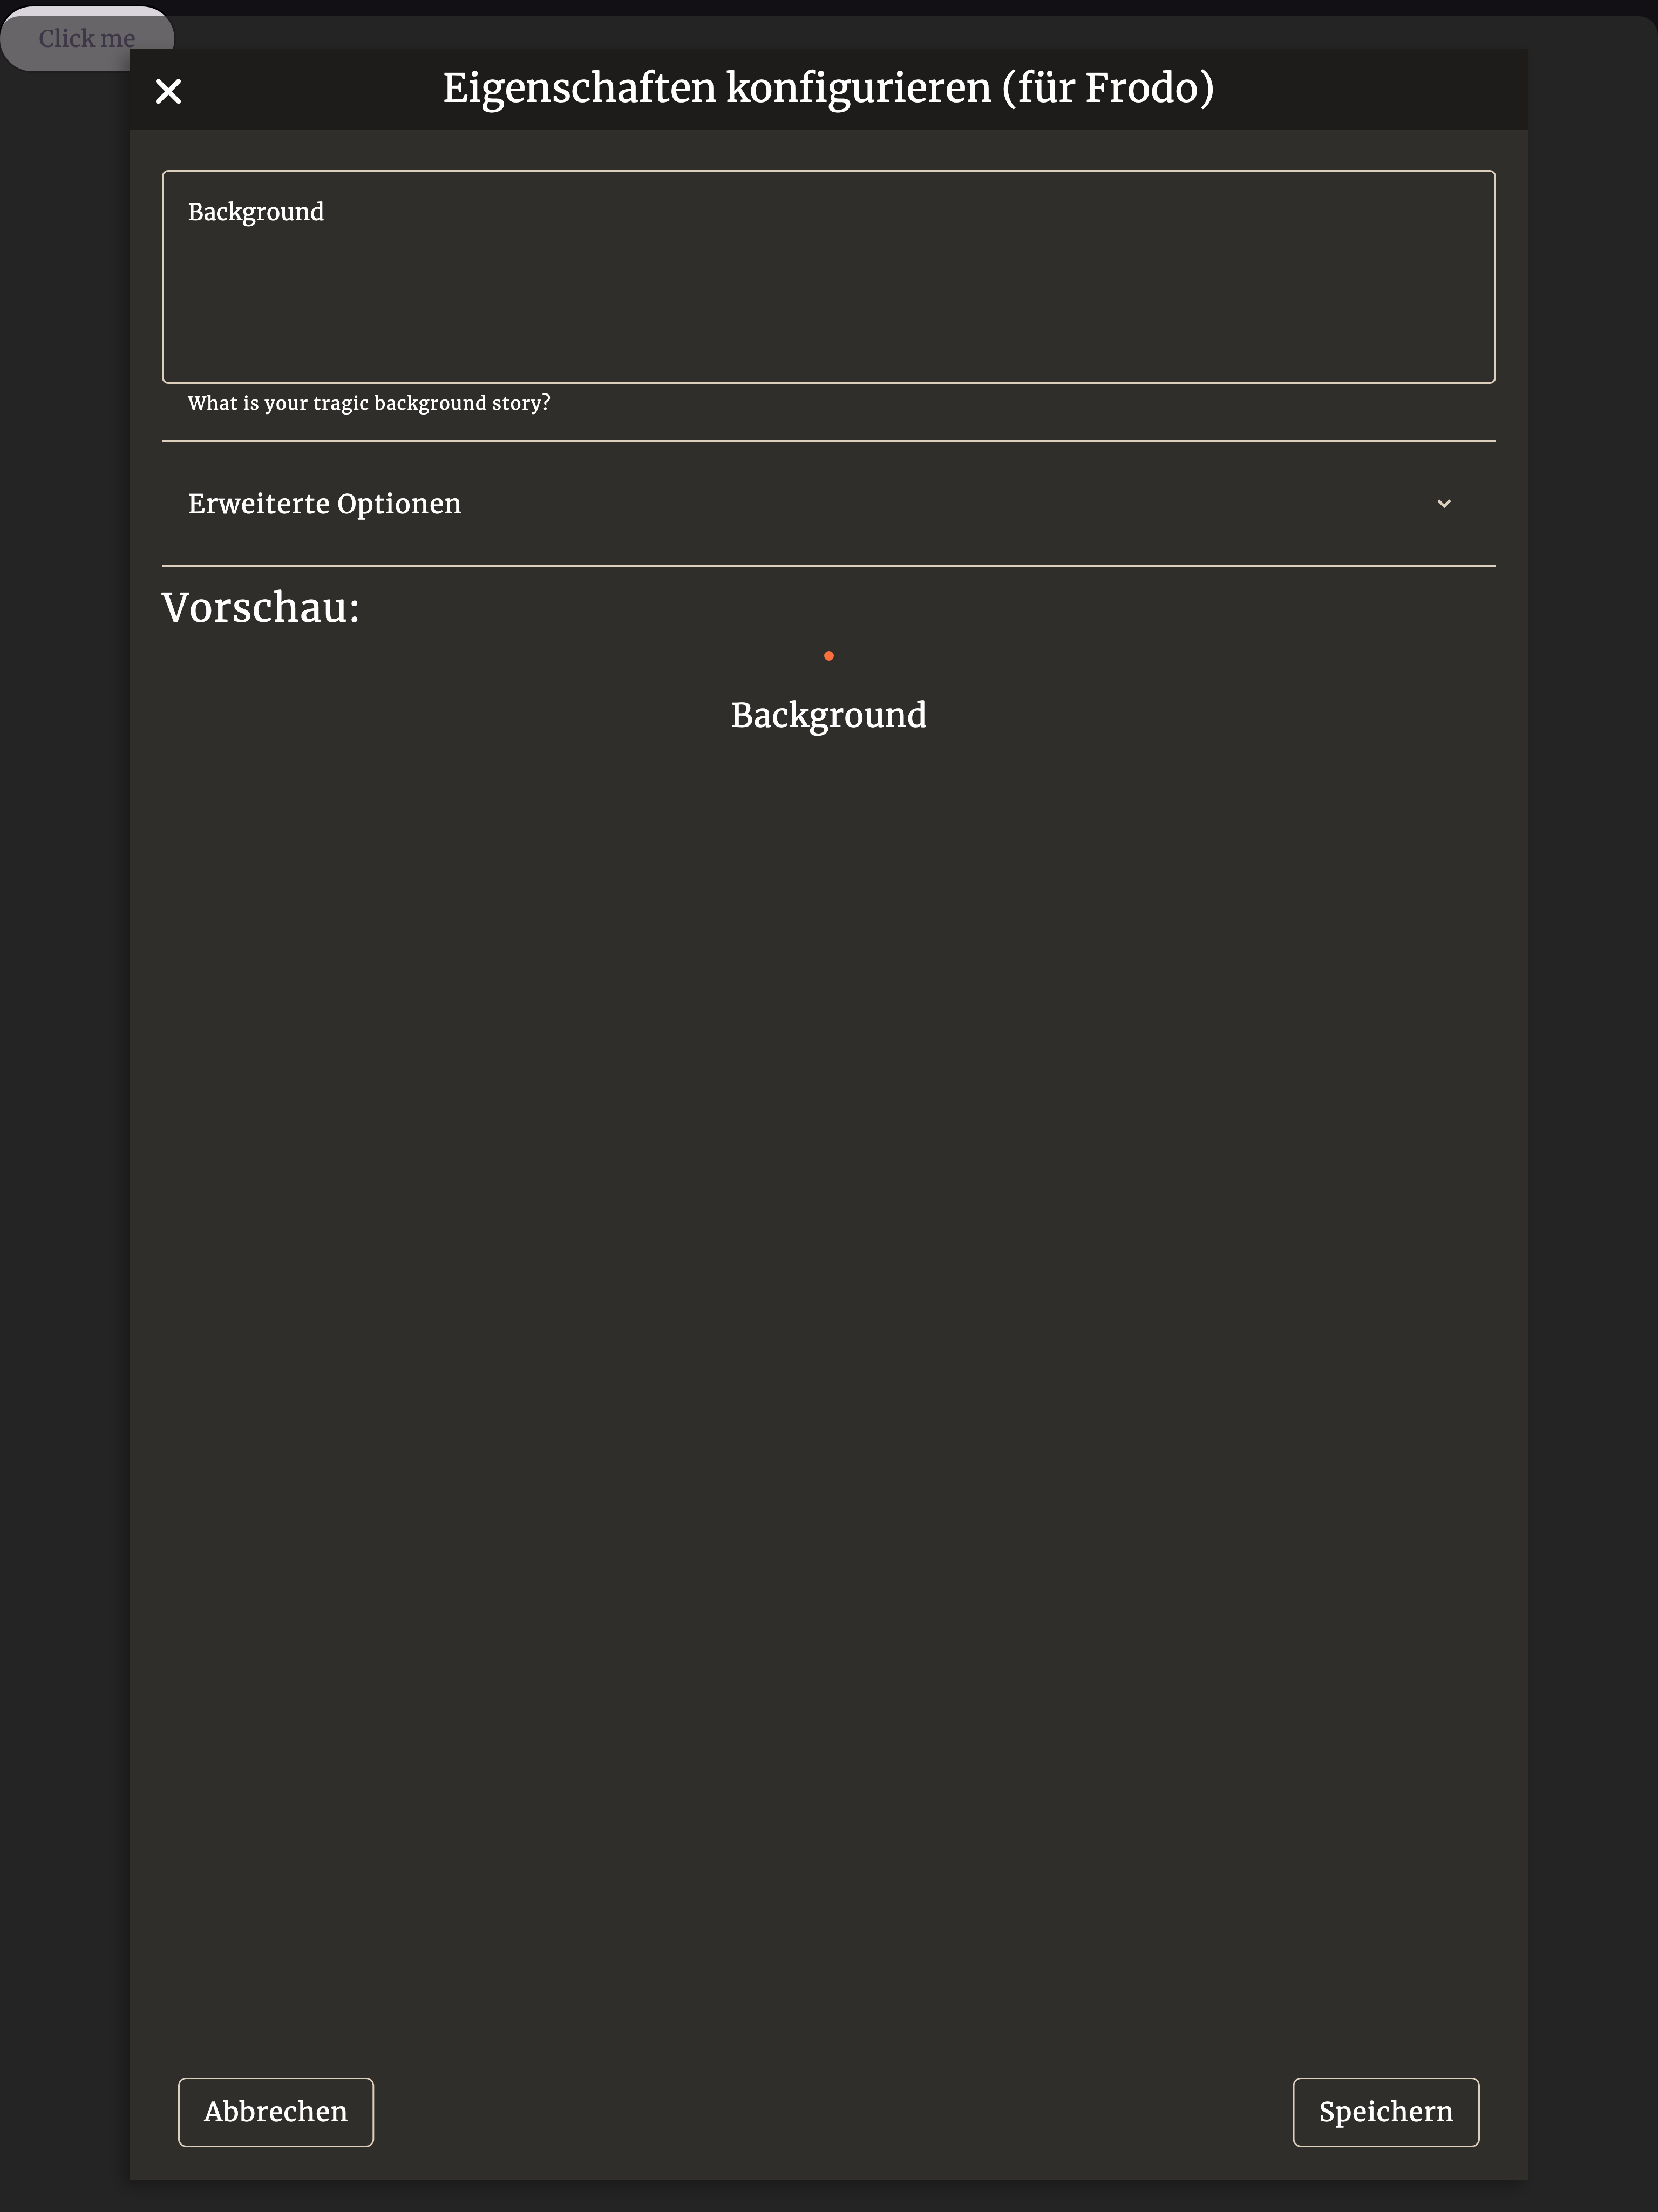 Click me
Eigenschaften konfigurieren (für Frodo)
Background
What is your tragic background story?
Erweiterte Optionen
Vorschau:
Background
Abbrechen
Speichern